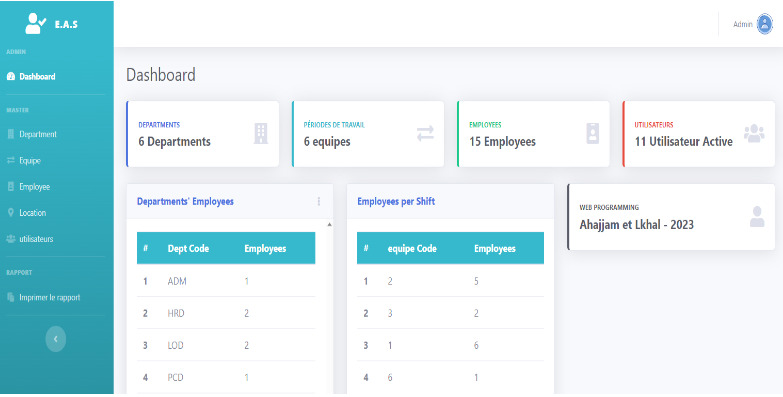 E.A.S
Admin
ADMIN
Dashboard
MASTER
Department
Equipe
Employee
Location
utilisateurs
RAPPORT
Imprimer le rapport
Dashboard
DEPARTMENTS
6 Departments
PÉRIODES DE TRAVAIL
6 equipes
EMPLOYEES
15 Employees
UTILISATEURS
11 Utilisateur Active
Departments' Employees
# Dept Code Employees
1 ADM 1
2 HRD 2
3 LOD 2
4 PCD 1
Employees per Shift
# equipe Code Employees
1 2 5
2 3 2
3 1 6
4 6 1
WEB PROGRAMMING
Ahajjam et Lkhal - 2023